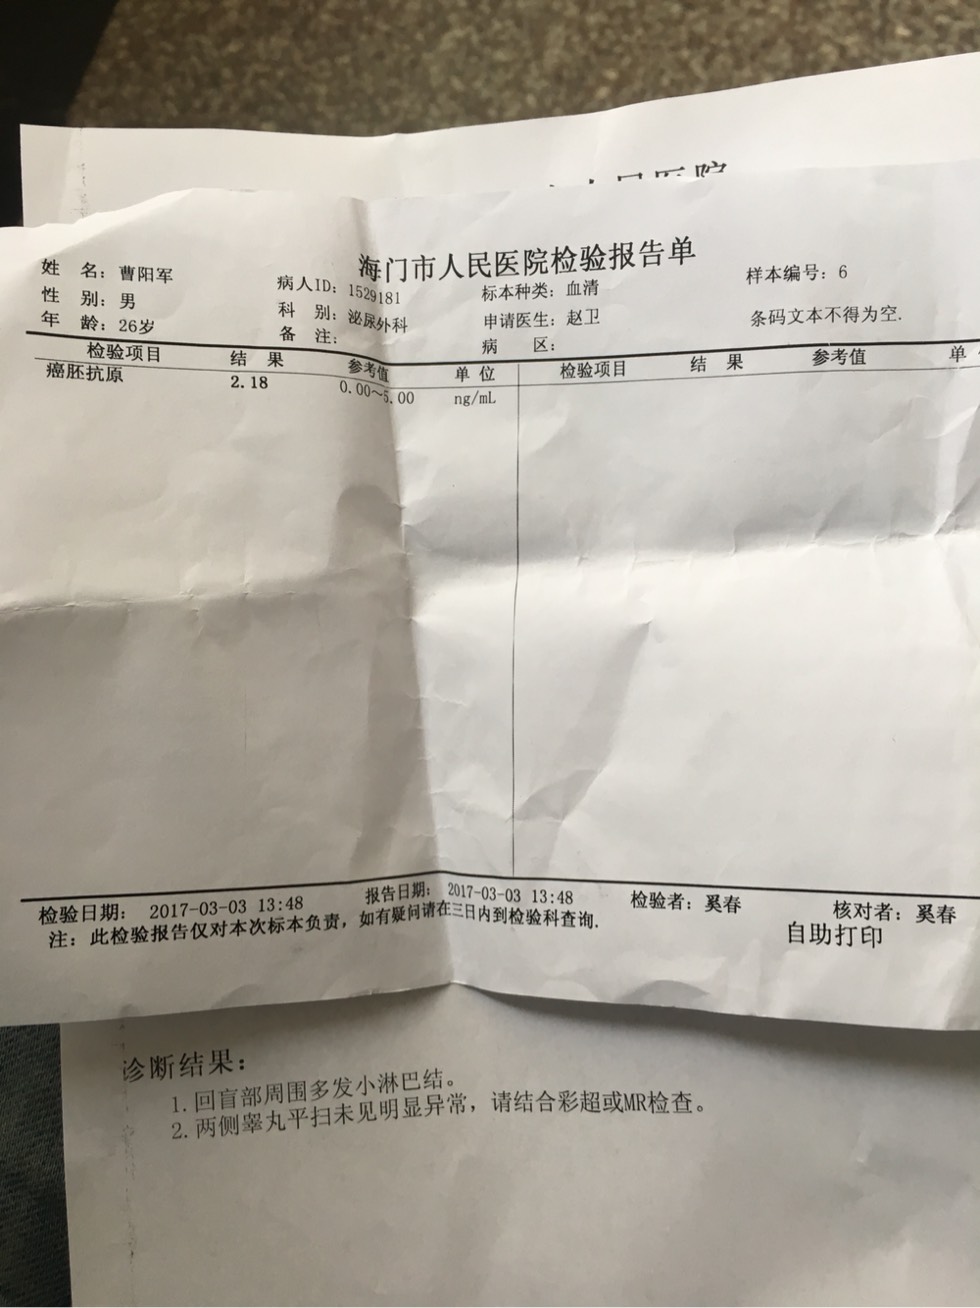 人民医院
海门市人民医院检验报告单
姓 名：曹阳军 病人ID：1529181 标本种类：血清 样本编号：6
性 别：男 科 别：泌尿外科 申请医生：赵卫 条码文本不得为空.
年 龄：26岁 备 注： 病 区：
检验项目 结 果 参考值 单 位 检验项目 结 果 参考值 单
癌胚抗原 2.18 0.00~5.00 ng/mL
检验日期： 2017-03-03 13:48 报告日期： 2017-03-03 13:48 检验者：奚春 核对者：奚春
注：此检验报告仅对本次标本负责，如有疑问请在三日内到检验科查询.
自助打印
诊断结果：
1. 回盲部周围多发小淋巴结。
2. 两侧睾丸平扫未见明显异常，请结合彩超或MR检查。